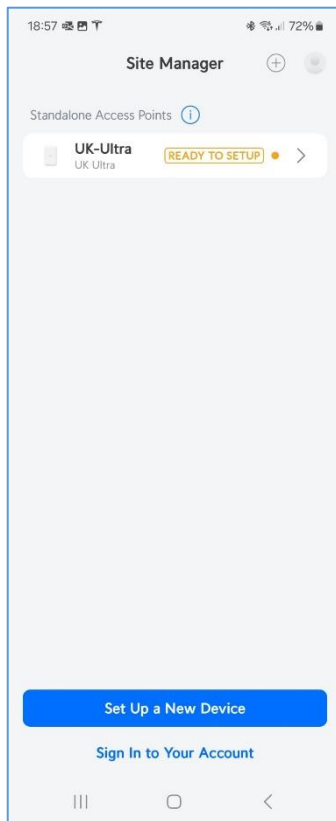 18:57 72%
Site Manager
Standalone Access Points
UK-Ultra READY TO SETUP
UK Ultra
Set Up a New Device
Sign In to Your Account